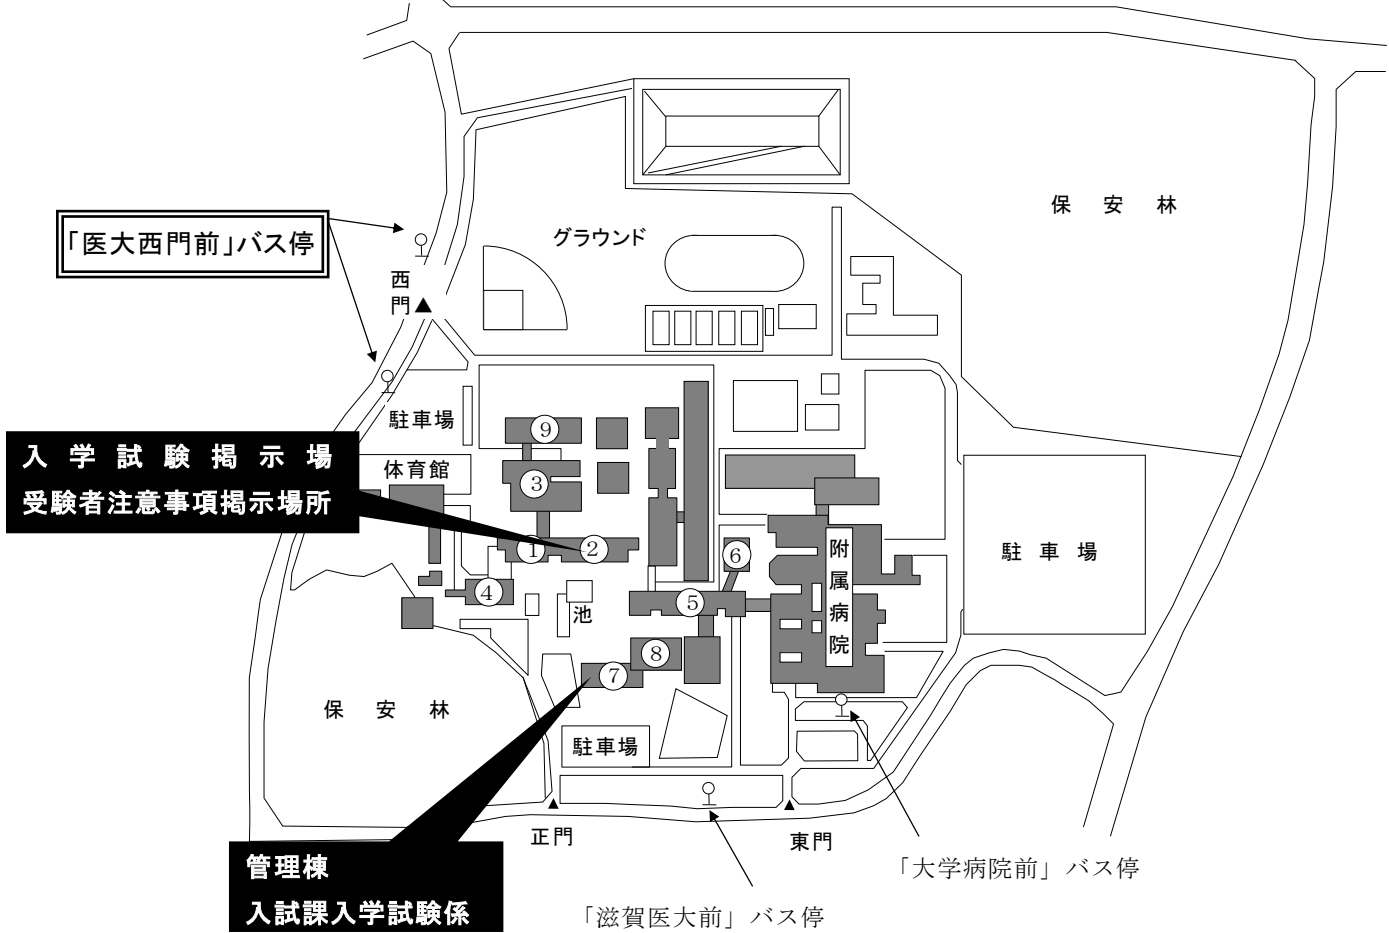 保 安 林
グラウンド
「医大西門前」バス停
西
門
駐車場
⑨
入 学 試 験 掲 示 場
受験者注意事項掲示場所
体育館
③
①
②
⑥
附
属
病
院
駐 車 場
④
⑤
池
⑧
⑦
保 安 林
駐車場
正門
東門
管理棟
入試課入学試験係
「大学病院前」バス停
「滋賀医大前」バス停